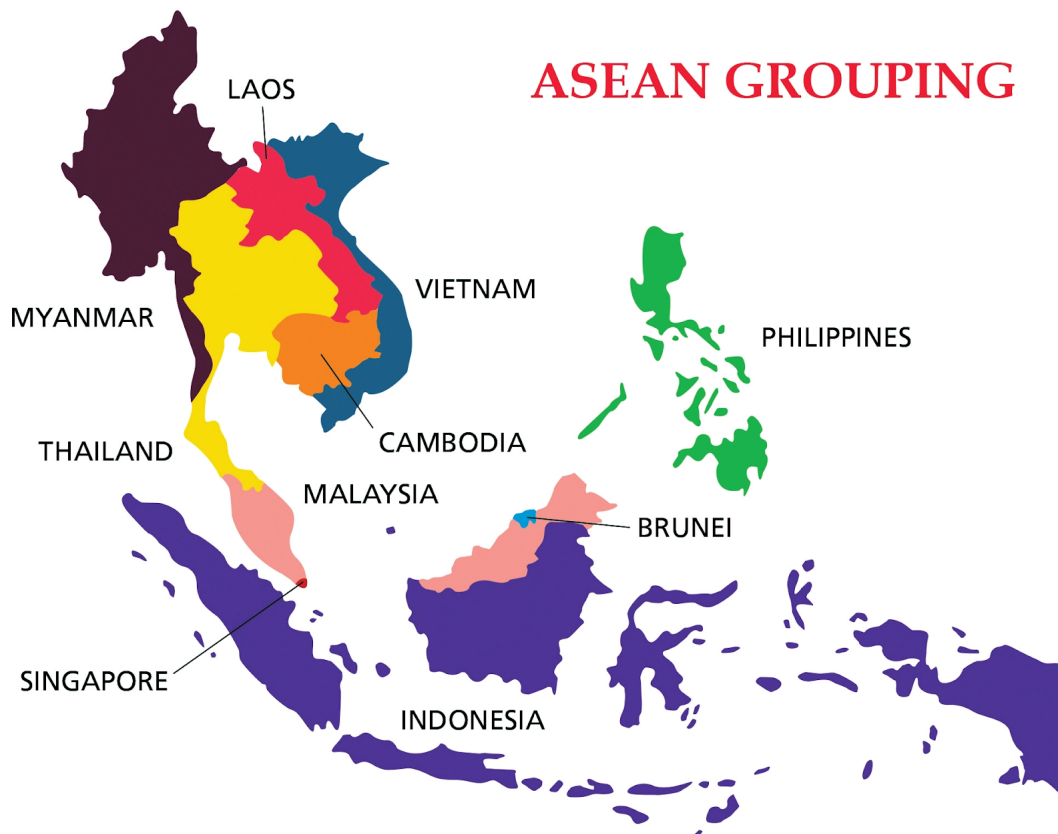 ASEAN GROUPING
LAOS
VIETNAM
MYANMAR
PHILIPPINES
CAMBODIA
THAILAND
MALAYSIA
BRUNEI
SINGAPORE
INDONESIA